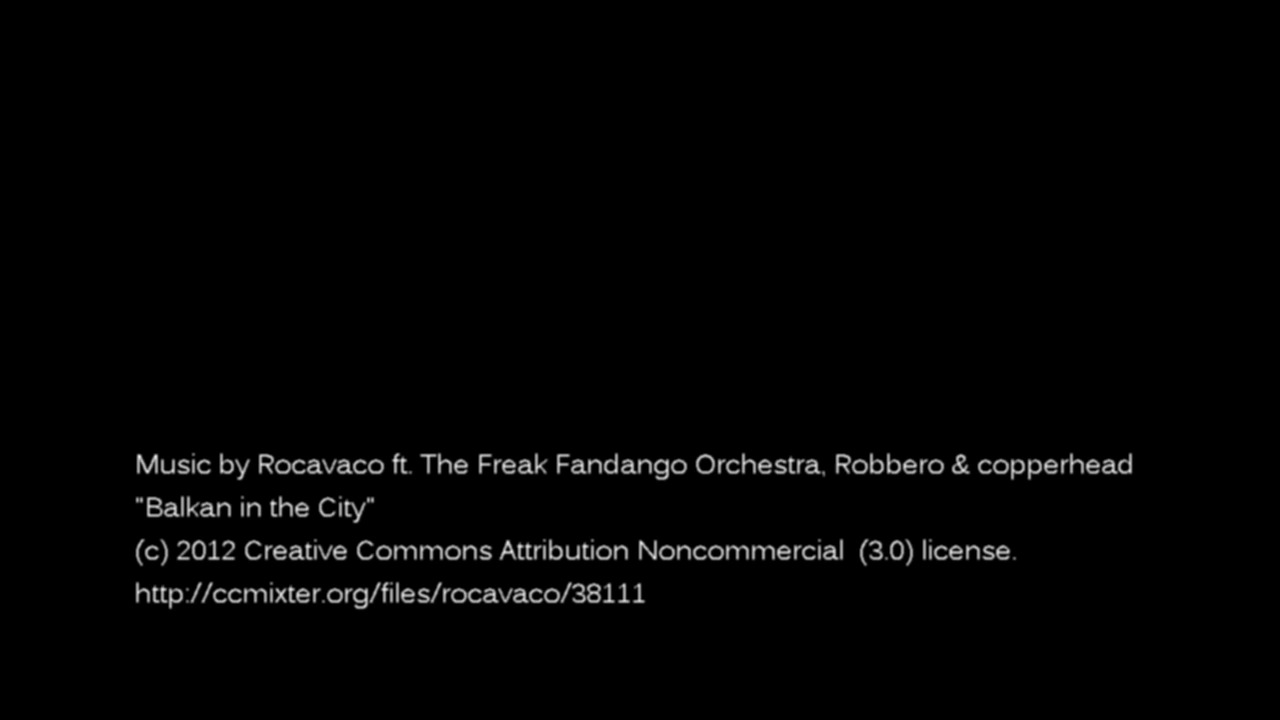 Music by Rocavaco ft. The Freak Fandango Orchestra, Robbero & copperhead
"Balkan in the City"
(c) 2012 Creative Commons Attribution Noncommercial  (3.0) license.
http://ccmixter.org/files/rocavaco/38111